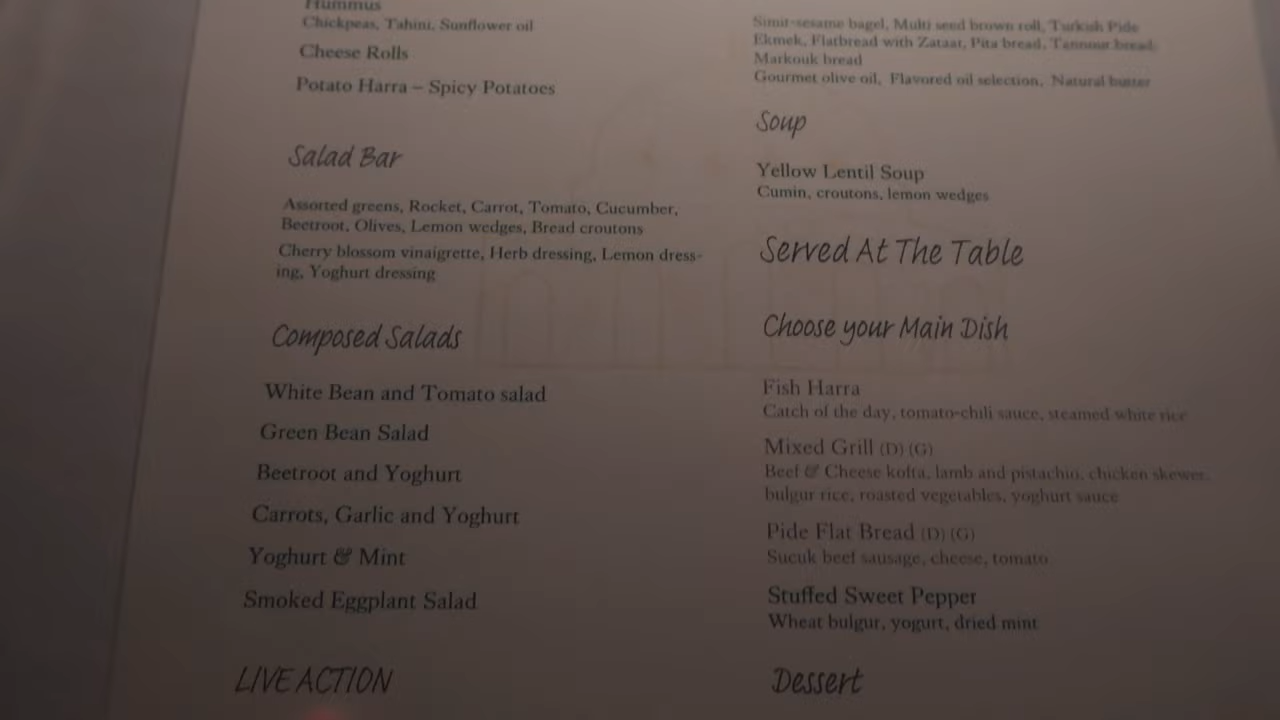 Hummus
Chickpeas, Tahini, Sunflower oil
Cheese Rolls
Potato Harra – Spicy Potatoes
Salad Bar
Assorted greens, Rocket, Carrot, Tomato, Cucumber,
Beetroot, Olives, Lemon wedges, Bread croutons
Cherry blossom vinaigrette, Herb dressing, Lemon dress-
ing, Yoghurt dressing
Composed Salads
White Bean and Tomato salad
Green Bean Salad
Beetroot and Yoghurt
Carrots, Garlic and Yoghurt
Yoghurt & Mint
Smoked Eggplant Salad
LIVE ACTION
Simit-sesame bagel, Multi seed brown roll, Turkish Pide
Ekmek, Flatbread with Zataar, Pita bread, Tannour bread,
Markouk bread
Gourmet olive oil, Flavored oil selection, Natural butter
Soup
Yellow Lentil Soup
Cumin, croutons, lemon wedges
Served At The Table
Choose your Main Dish
Fish Harra
Catch of the day, tomato-chili sauce, steamed white rice
Mixed Grill (D) (G)
Beef & Cheese kofta, lamb and pistachio, chicken skewer,
bulgur rice, roasted vegetables, yoghurt sauce
Pide Flat Bread (D) (G)
Sucuk beef sausage, cheese, tomato
Stuffed Sweet Pepper
Wheat bulgur, yogurt, dried mint
Dessert